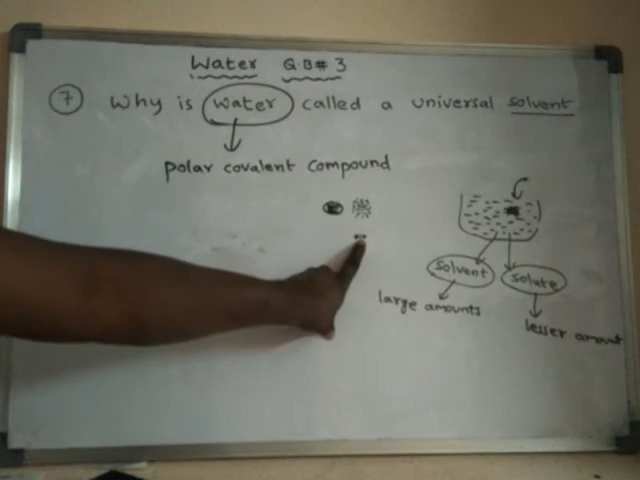 Water Q.B# 3
7 Why is water called a universal solvent
polar covalent compound
solvent solute
large amounts
lesser amount